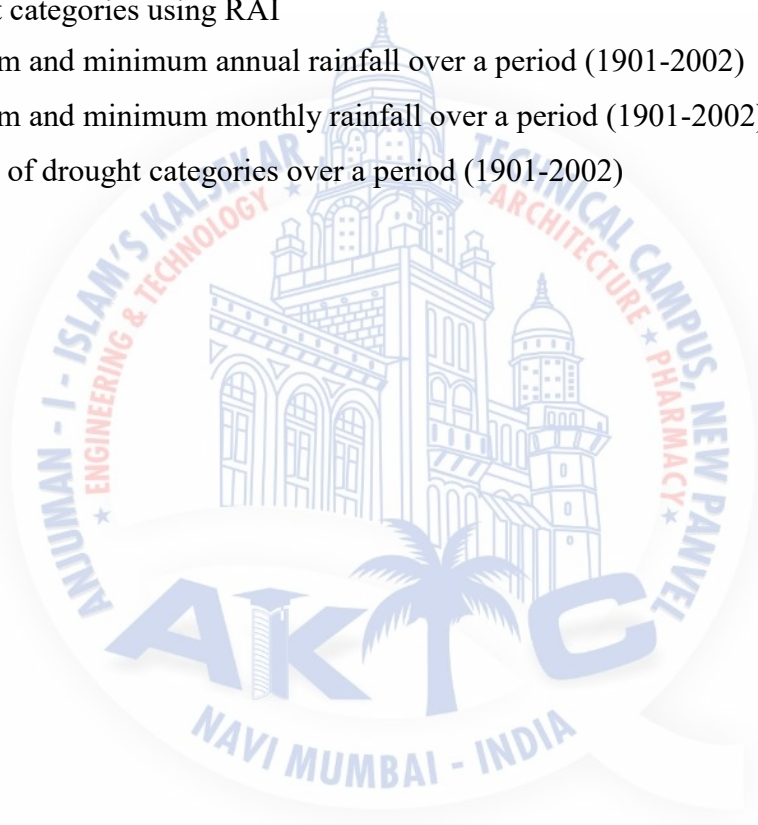 categories using RAI
m and minimum annual rainfall over a period (1901-2002)
m and minimum monthly rainfall over a period (1901-2002)
of drought categories over a period (1901-2002)
ANJUMAN - I - ISLAM'S KALSEKAR TECHNICAL CAMPUS, NEW PANVEL
★ ENGINEERING & TECHNOLOGY ★ ★ ARCHITECTURE ★ PHARMACY ★
AKTC
NAVI MUMBAI - INDIA